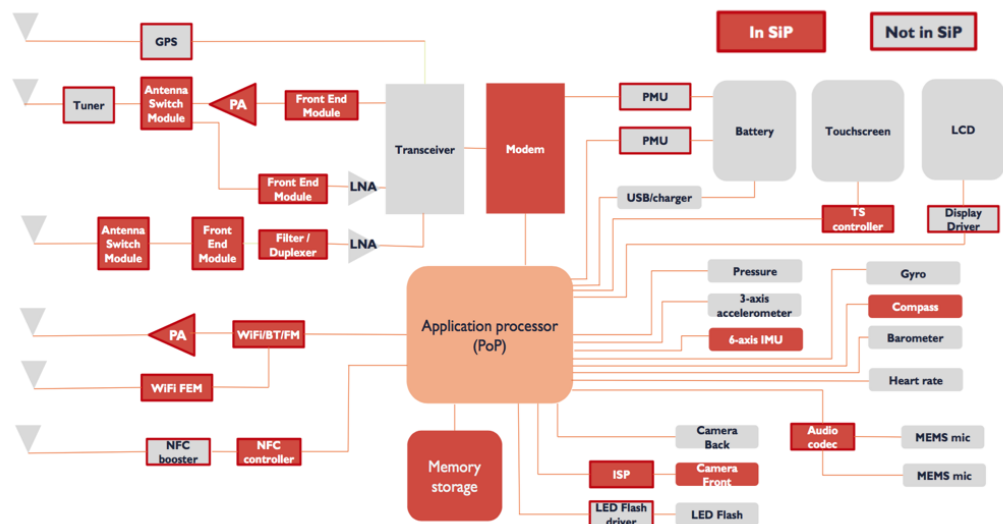 In SiP
Not in SiP
GPS
Tuner
Antenna
Switch
Module
PA
Front End
Module
Transceiver
Modem
PMU
PMU
Battery
Touchscreen
LCD
Front End
Module
LNA
USB/charger
TS
controller
Display
Driver
Antenna
Switch
Module
Front
End
Module
Filter /
Duplexer
LNA
Application processor
(PoP)
Pressure
3-axis
accelerometer
6-axis IMU
Gyro
Compass
Barometer
Heart rate
PA
WiFi/BT/FM
WiFi FEM
NFC
booster
NFC
controller
Memory
storage
Camera
Back
ISP
Camera
Front
LED Flash
driver
LED Flash
Audio
codec
MEMS mic
MEMS mic